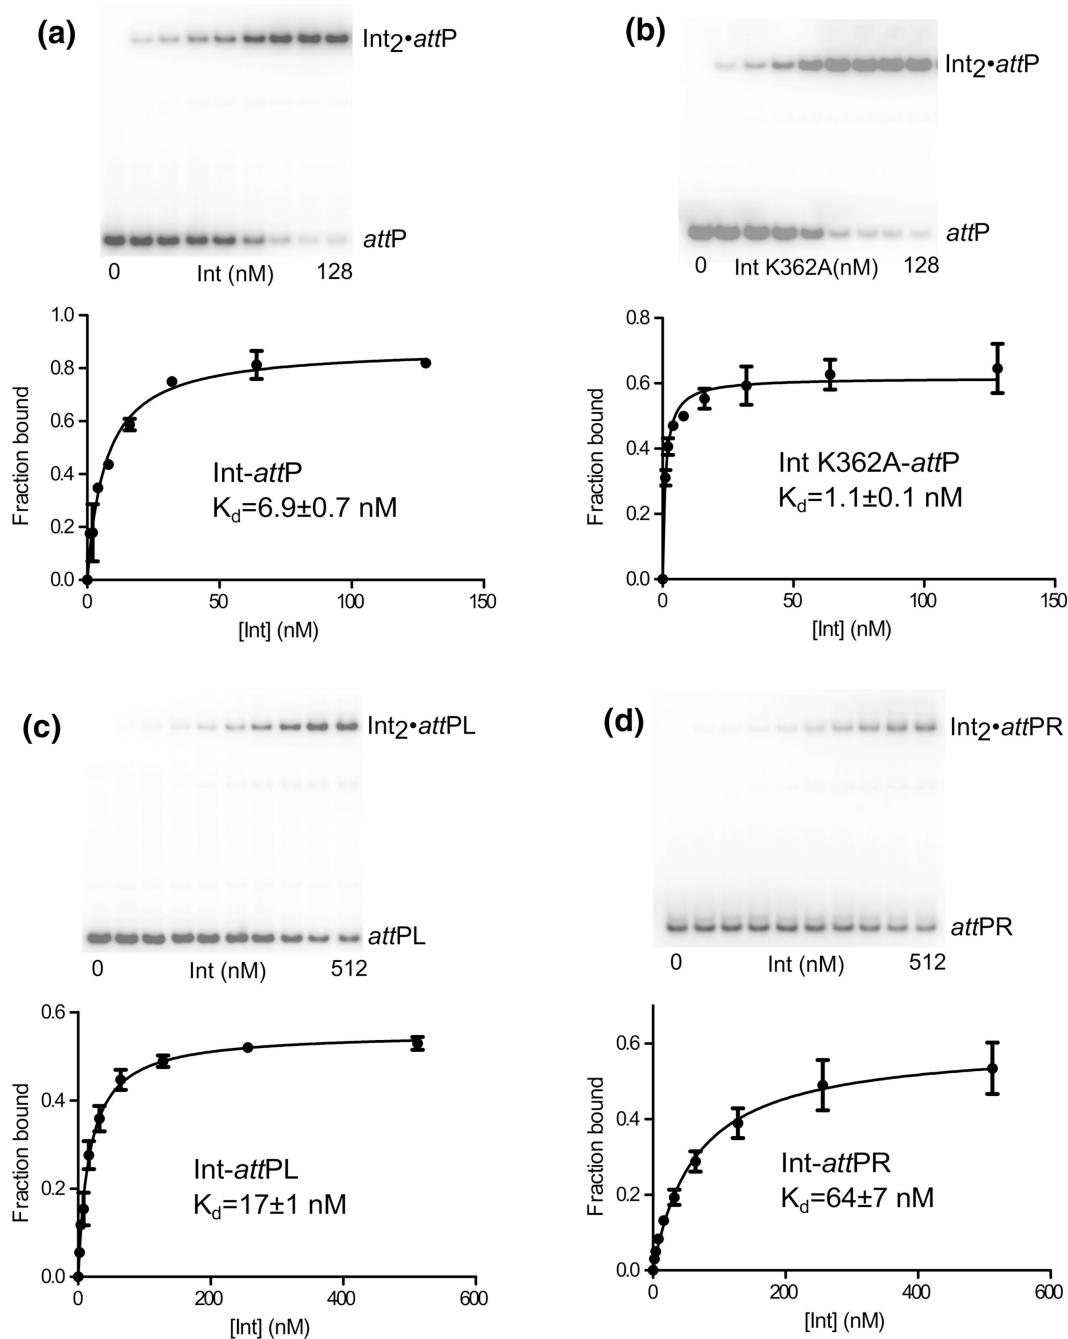 (a)
Int2•attP
attP
0 Int (nM) 128
1.0
0.8
0.6
0.4
0.2
0.0
Fraction bound
Int-attP
Kd=6.9±0.7 nM
0 50 100 150
[Int] (nM)
(b)
Int2•attP
attP
0 Int K362A(nM) 128
0.8
0.6
0.4
0.2
0.0
Fraction bound
Int K362A-attP
Kd=1.1±0.1 nM
0 50 100 150
[Int] (nM)
(c)
Int2•attPL
attPL
0 Int (nM) 512
0.6
0.4
0.2
0.0
Fraction bound
Int-attPL
Kd=17±1 nM
0 200 400 600
[Int] (nM)
(d)
Int2•attPR
attPR
0 Int (nM) 512
0.6
0.4
0.2
0.0
Fraction bound
Int-attPR
Kd=64±7 nM
0 200 400 600
[Int] (nM)